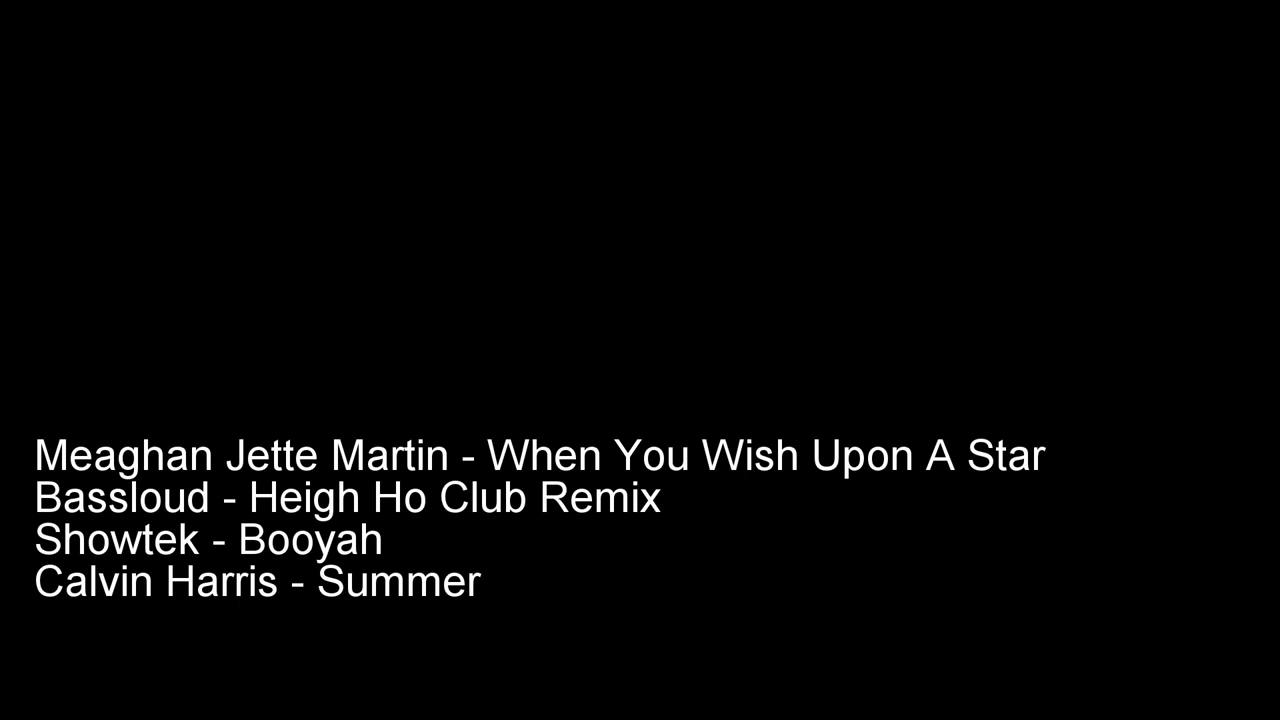 Meaghan Jette Martin - When You Wish Upon A Star
Bassloud - Heigh Ho Club Remix
Showtek - Booyah
Calvin Harris - Summer